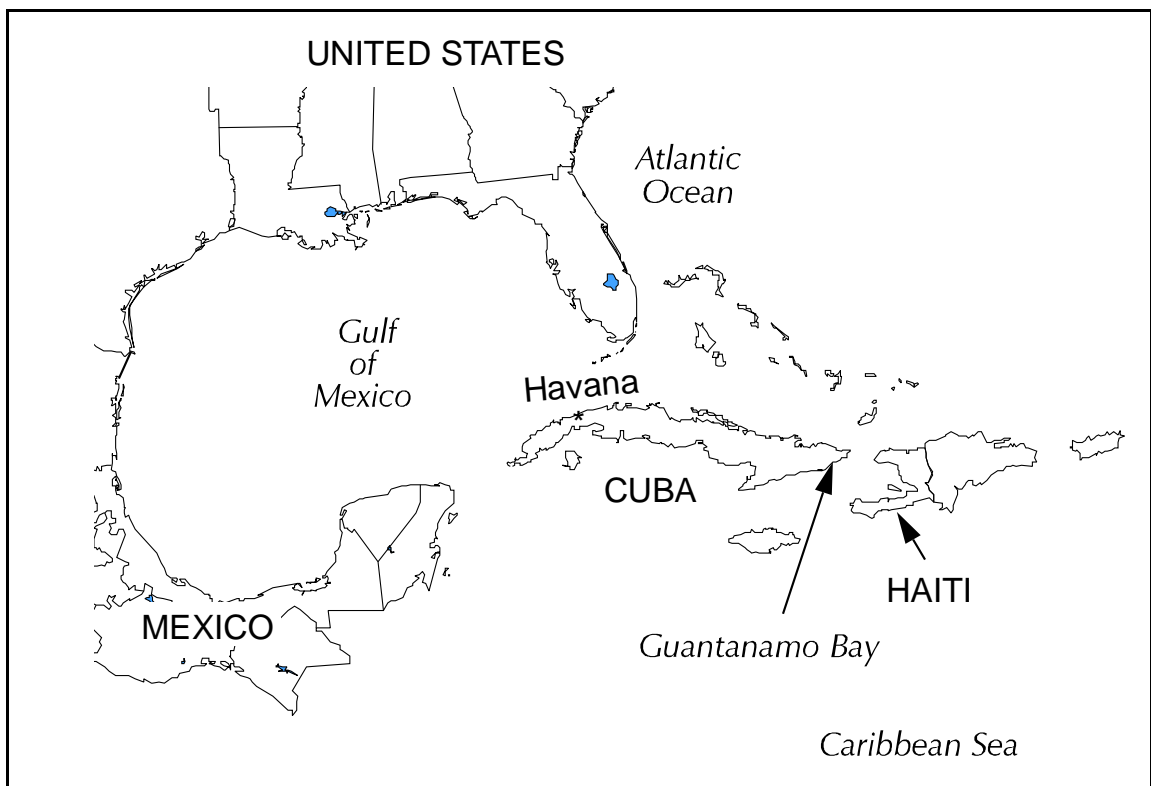 UNITED STATES
Atlantic
Ocean
Gulf
of
Mexico
Havana
*
CUBA
HAITI
MEXICO
Guantanamo Bay
Caribbean Sea